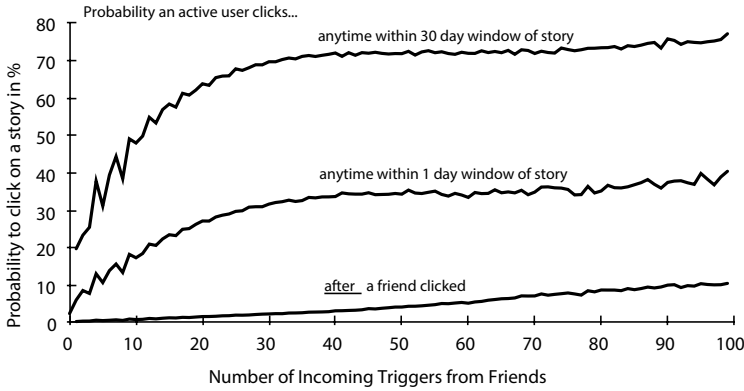 Probability an active user clicks...
80
70
60
50
40
30
20
10
0
Probability to click on a story in %
anytime within 30 day window of story
anytime within 1 day window of story
after a friend clicked
0 10 20 30 40 50 60 70 80 90 100
Number of Incoming Triggers from Friends